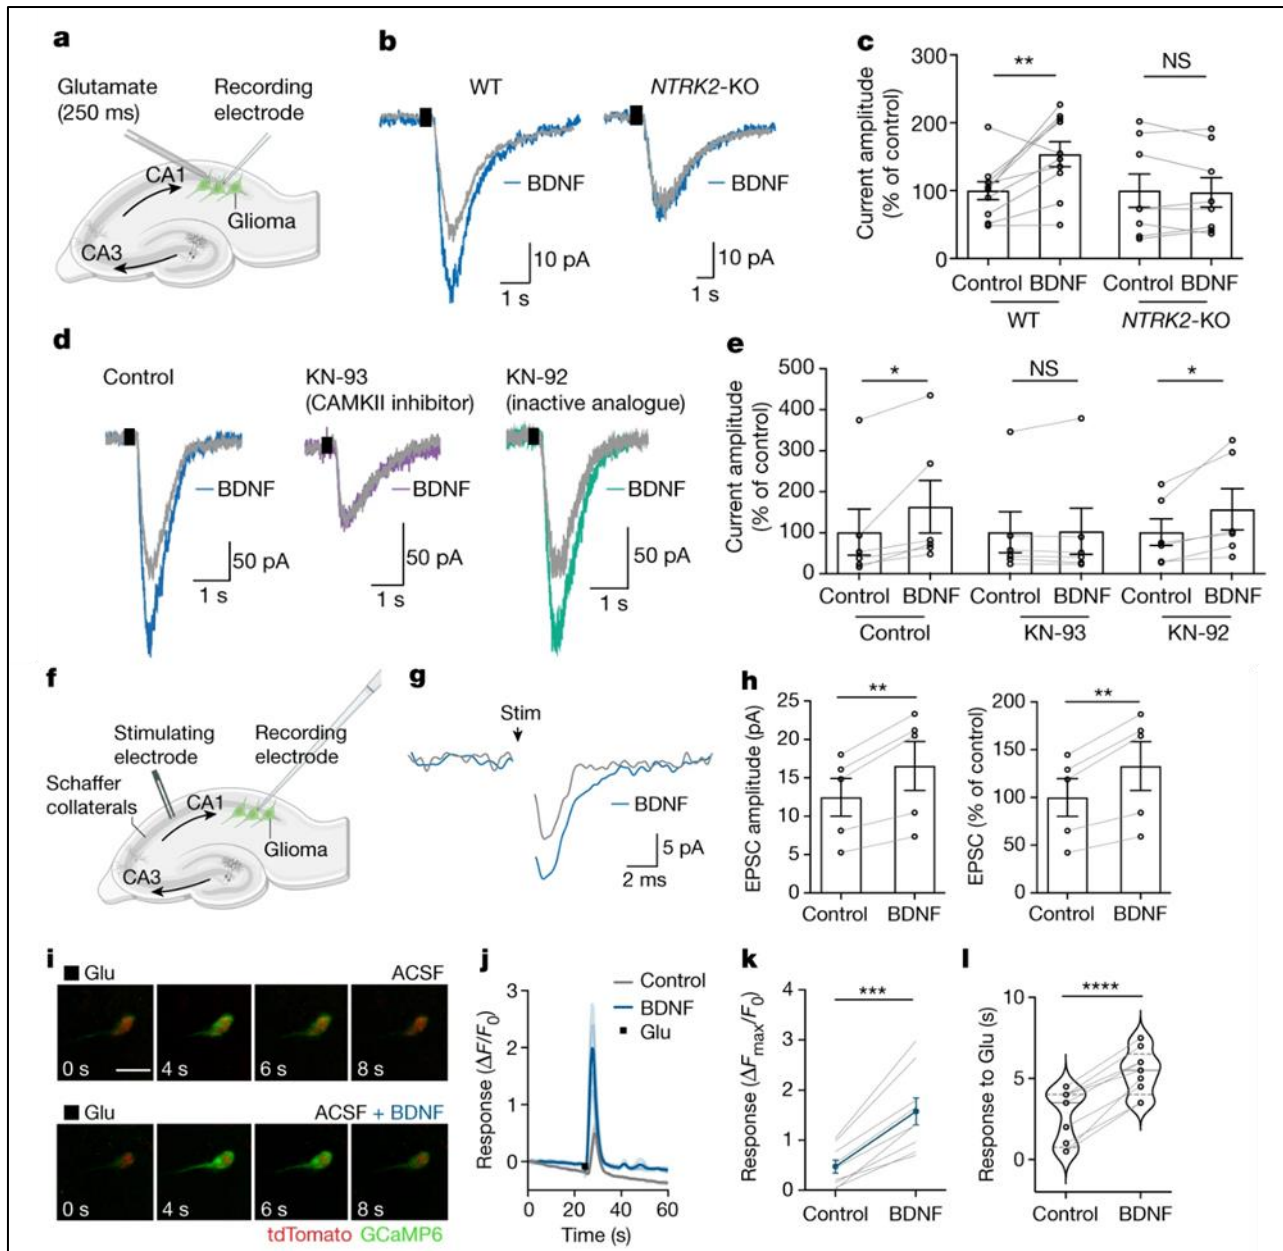 a
Glutamate
(250 ms)
Recording
electrode
CA1
Glioma
CA3
b
WT
NTRK2-KO
BDNF
BDNF
10 pA
1 s
10 pA
1 s
c
300
200
100
0
Current amplitude
(% of control)
**
NS
Control BDNF
Control BDNF
WT
NTRK2-KO
d
Control
KN-93
(CAMKII inhibitor)
KN-92
(inactive analogue)
BDNF
BDNF
BDNF
50 pA
1 s
50 pA
1 s
50 pA
1 s
e
500
400
300
200
100
0
Current amplitude
(% of control)
*
NS
*
Control BDNF
Control BDNF
Control BDNF
Control
KN-93
KN-92
f
Stimulating
electrode
Recording
electrode
Schaffer
collaterals
CA1
Glioma
CA3
g
Stim
BDNF
5 pA
2 ms
h
25
20
15
10
5
0
EPSC amplitude (pA)
**
Control BDNF
200
150
100
50
0
EPSC (% of control)
**
Control BDNF
i
Glu
ACSF
0 s
4 s
6 s
8 s
Glu
ACSF + BDNF
0 s
4 s
6 s
8 s
tdTomato GCaMP6
j
Control
BDNF
Glu
3
2
1
0
Response (ΔF/F0)
0 20 40 60
Time (s)
k
4
3
2
1
0
Response (ΔFmax/F0)
***
Control BDNF
l
10
5
0
Response to Glu (s)
****
Control BDNF